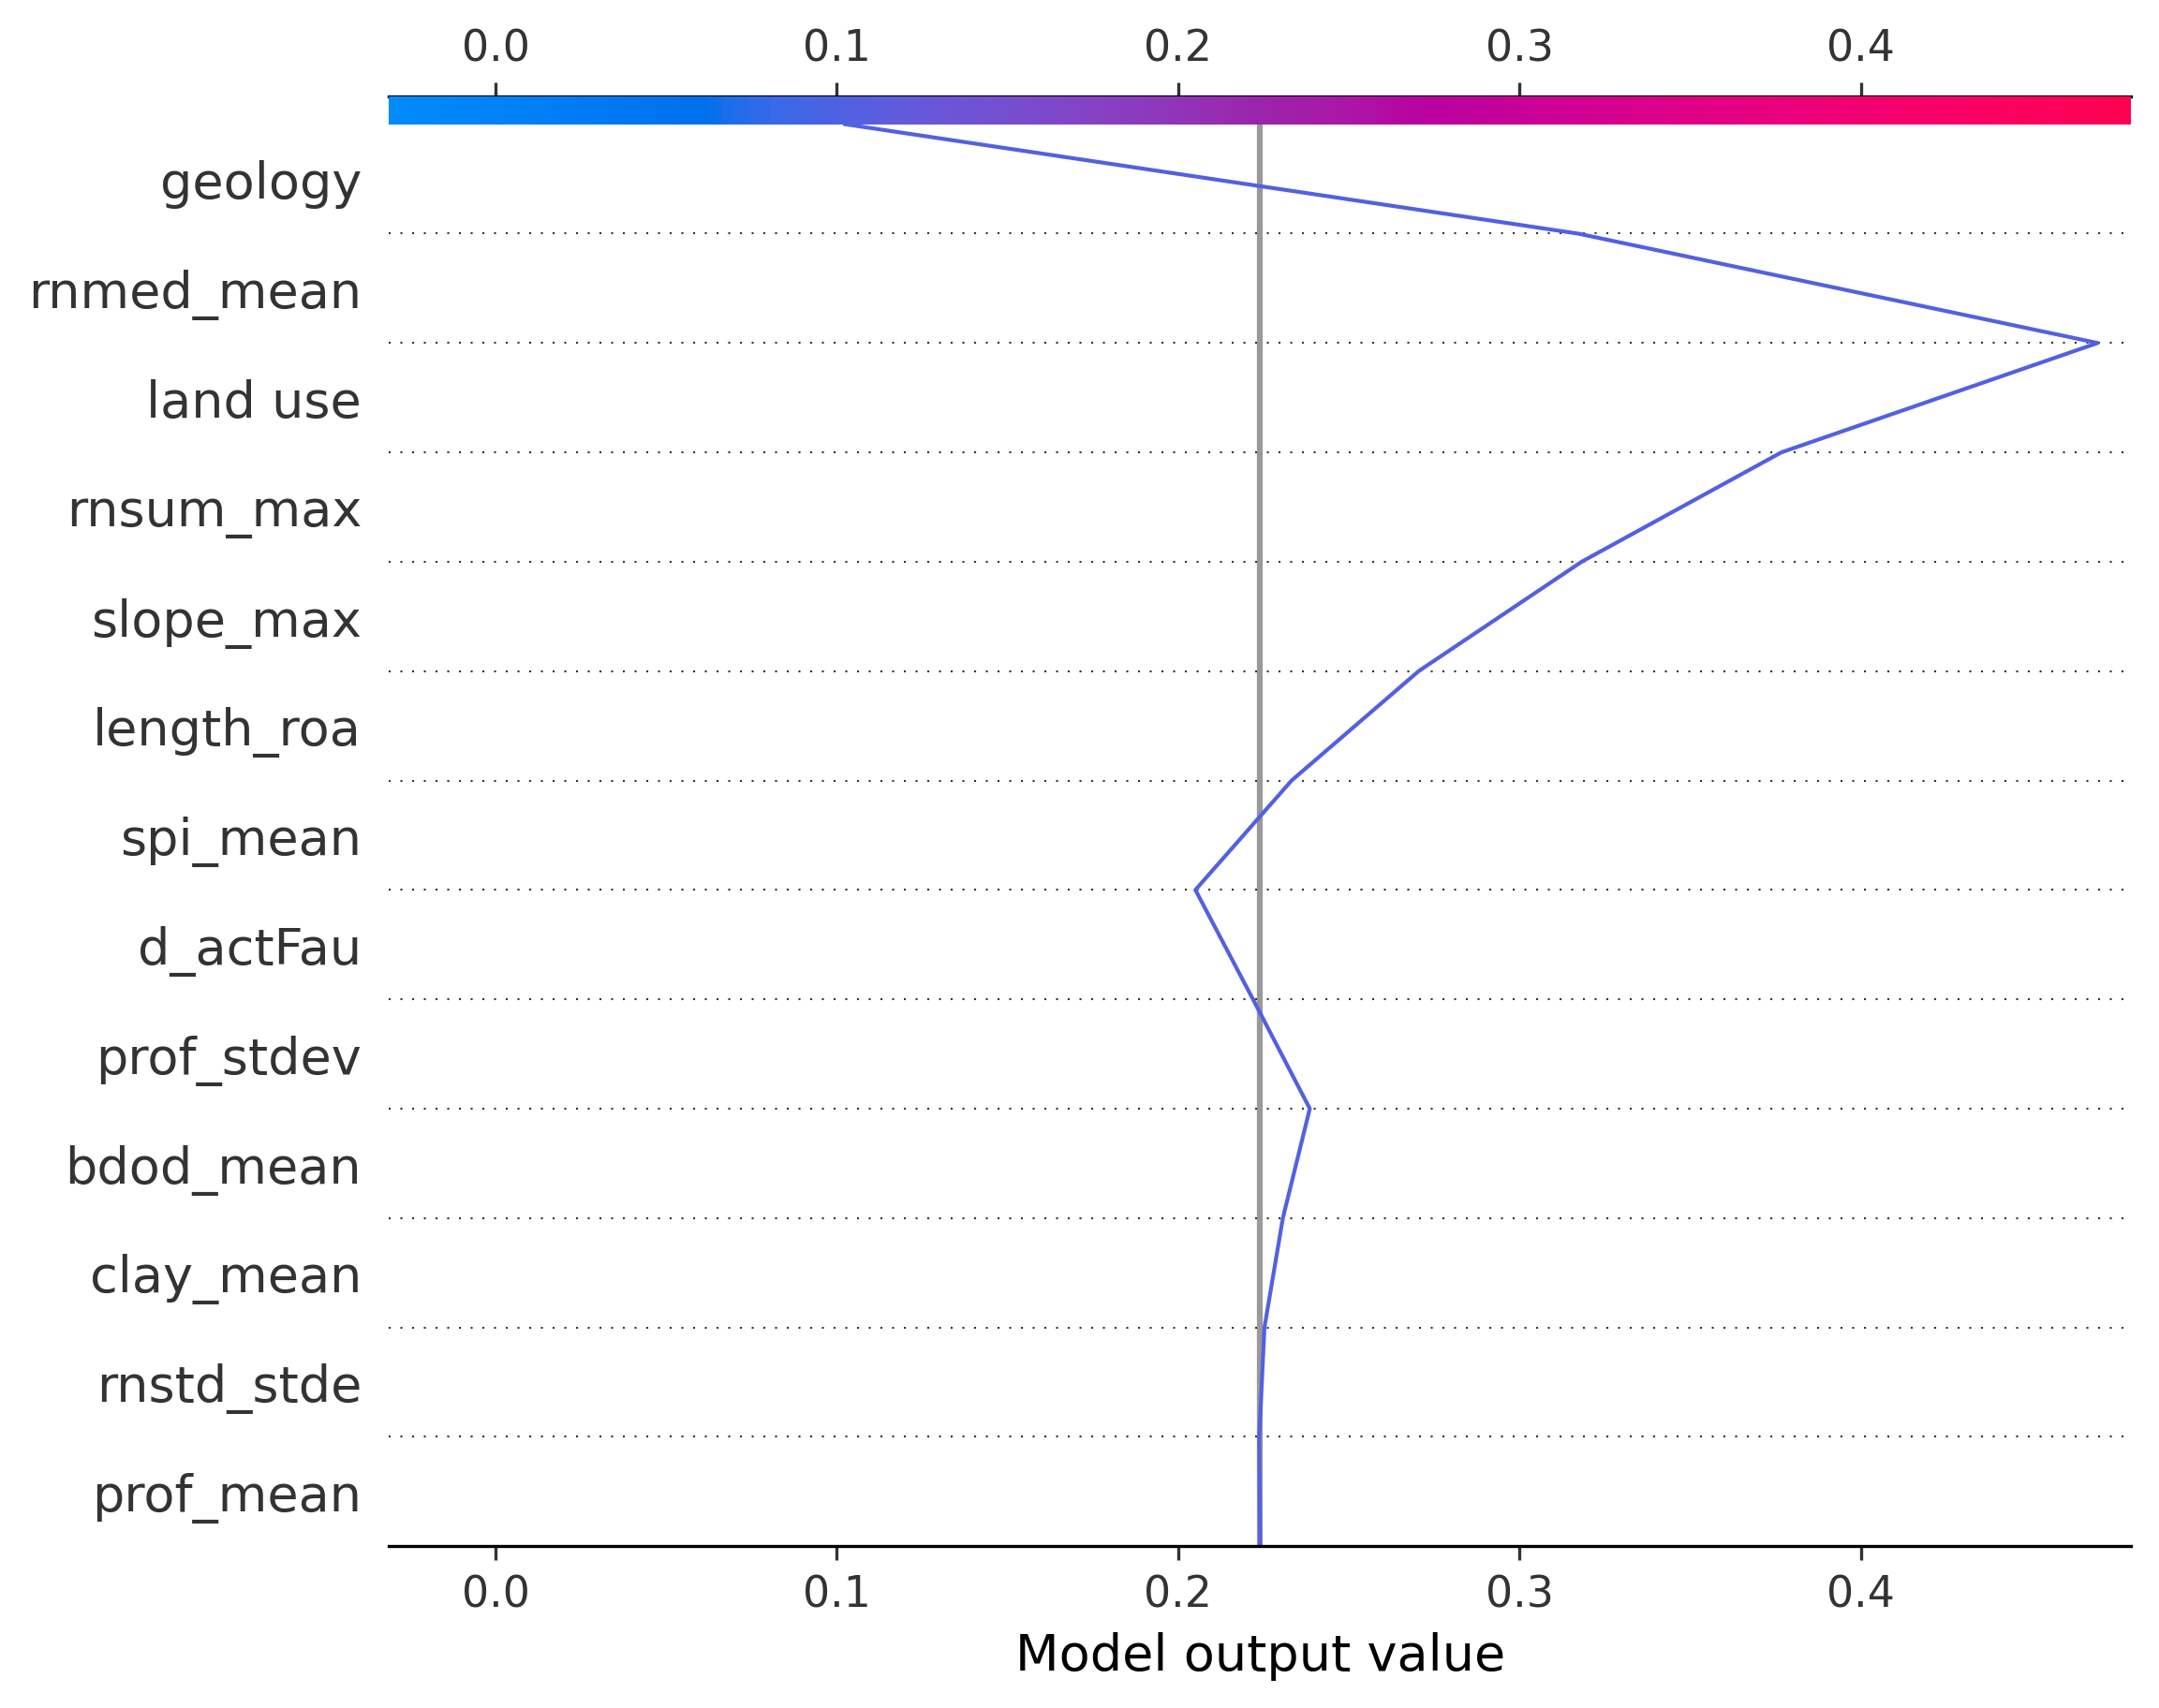 0.0 0.1 0.2 0.3 0.4
geology
rnmed_mean
land use
rnsum_max
slope_max
length_roa
spi_mean
d_actFau
prof_stdev
bdod_mean
clay_mean
rnstd_stde
prof_mean
0.0 0.1 0.2 0.3 0.4
Model output value